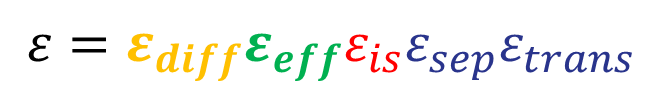 ε = ε_diff ε_eff ε_is ε_sep ε_trans